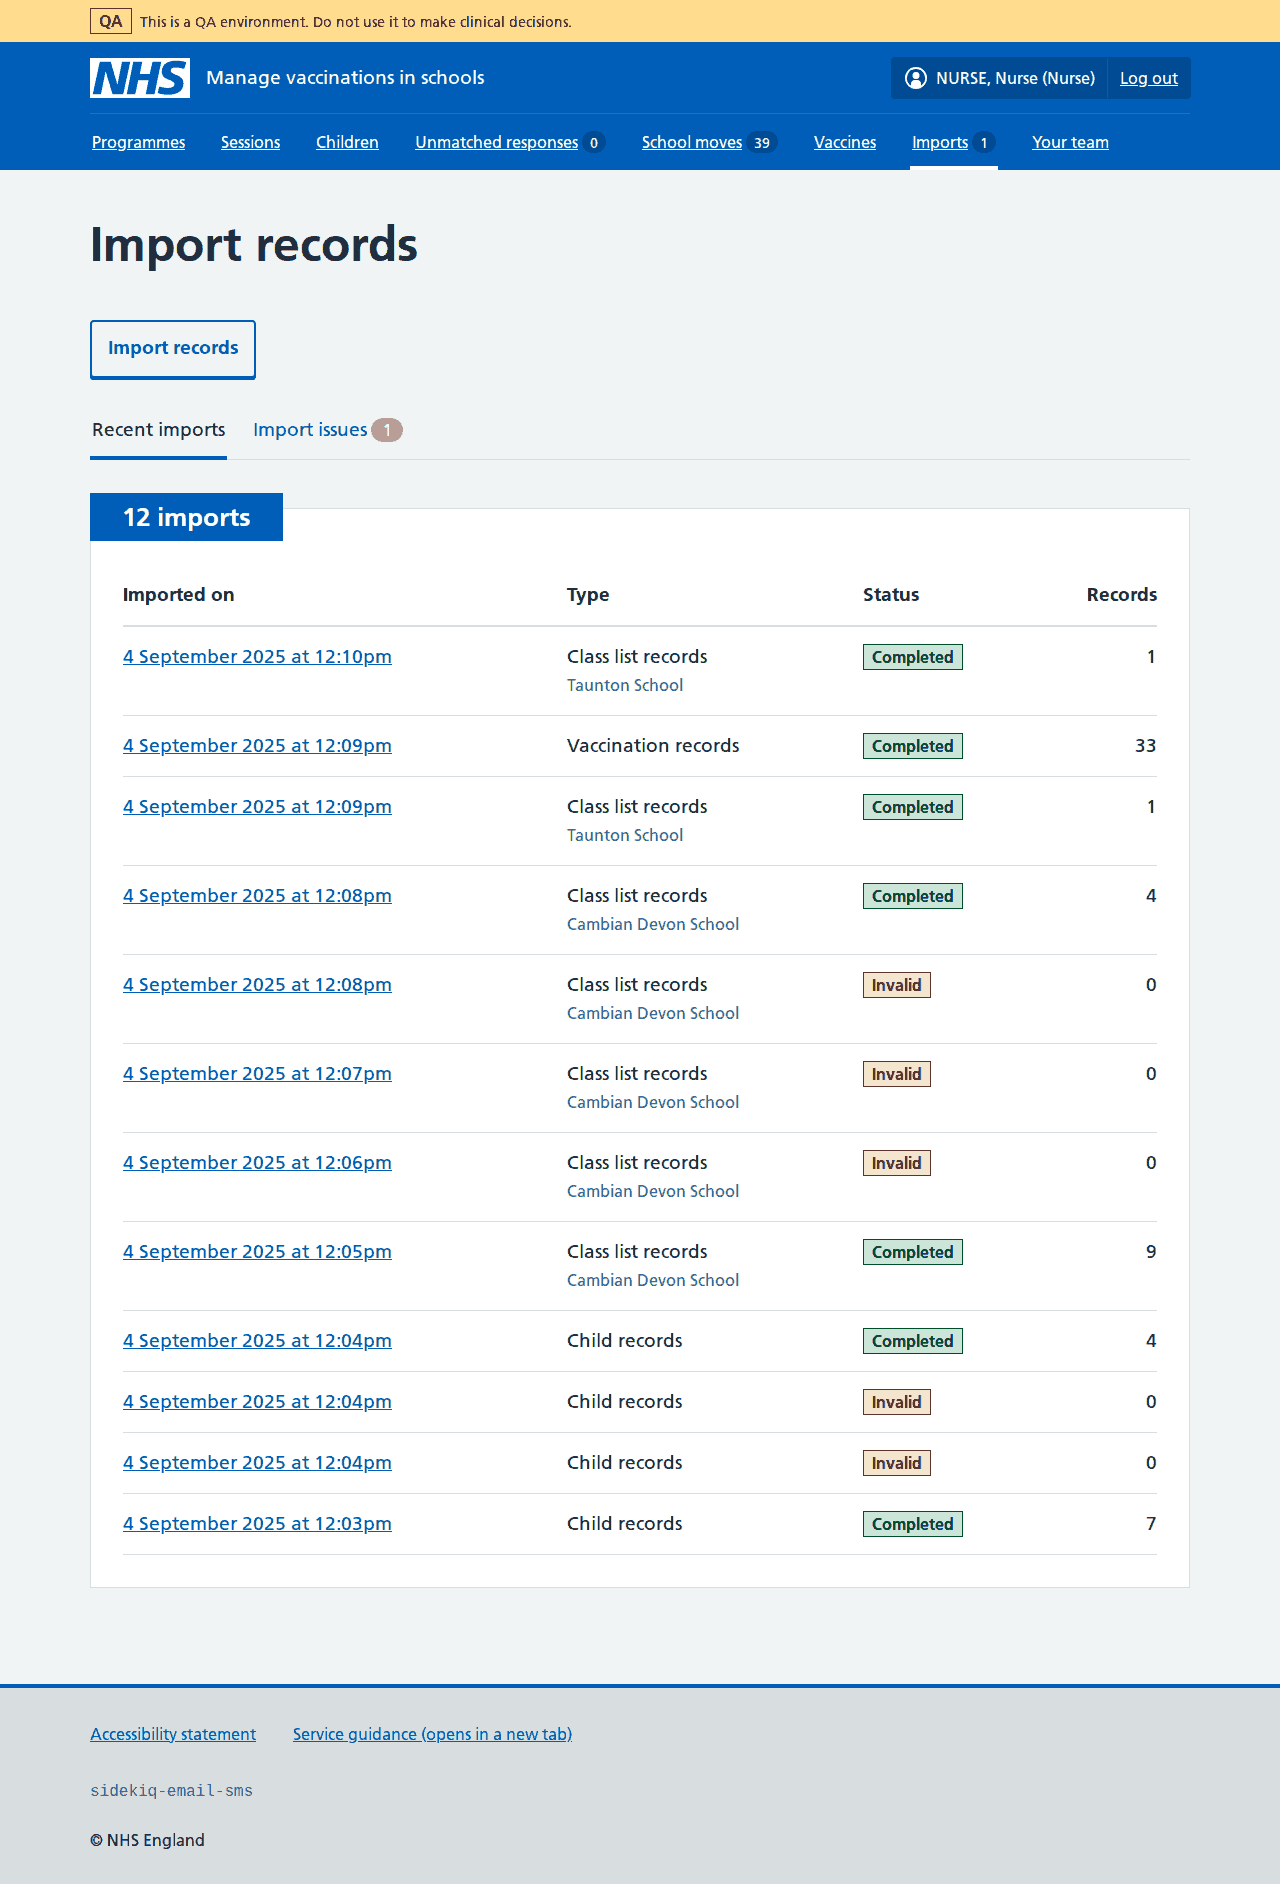 QA This is a QA environment. Do not use it to make clinical decisions.
NHS Manage vaccinations in schools NURSE, Nurse (Nurse) Log out
Programmes Sessions Children Unmatched responses 0 School moves 39 Vaccines Imports 1 Your team
Import records
Import records
Recent imports Import issues 1
12 imports
Imported on Type Status Records
4 September 2025 at 12:10pm Class list records Completed 1
Taunton School
4 September 2025 at 12:09pm Vaccination records Completed 33
4 September 2025 at 12:09pm Class list records Completed 1
Taunton School
4 September 2025 at 12:08pm Class list records Completed 4
Cambian Devon School
4 September 2025 at 12:08pm Class list records Invalid 0
Cambian Devon School
4 September 2025 at 12:07pm Class list records Invalid 0
Cambian Devon School
4 September 2025 at 12:06pm Class list records Invalid 0
Cambian Devon School
4 September 2025 at 12:05pm Class list records Completed 9
Cambian Devon School
4 September 2025 at 12:04pm Child records Completed 4
4 September 2025 at 12:04pm Child records Invalid 0
4 September 2025 at 12:04pm Child records Invalid 0
4 September 2025 at 12:03pm Child records Completed 7
Accessibility statement Service guidance (opens in a new tab)
sidekiq-email-sms
© NHS England